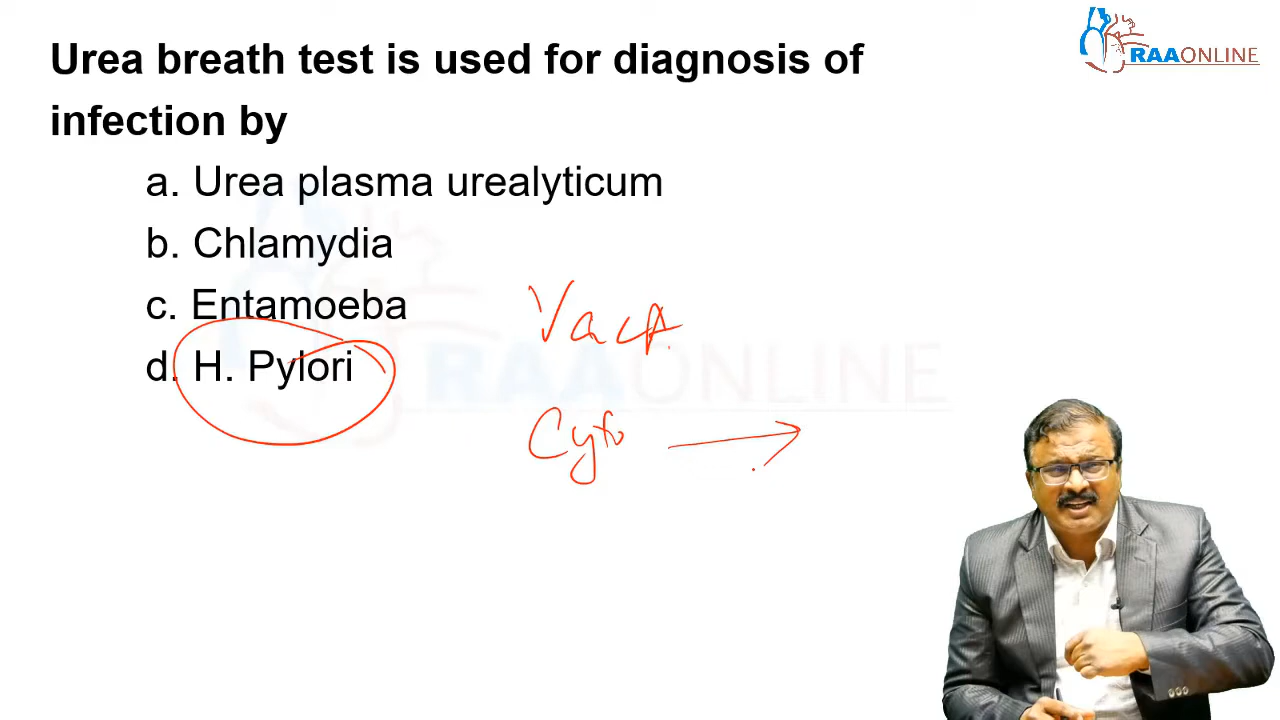 Urea breath test is used for diagnosis of
infection by
a. Urea plasma urealyticum
b. Chlamydia
c. Entamoeba
d. H. Pylori
VacA
Cyto
RAAONLINE
RAAONLINE